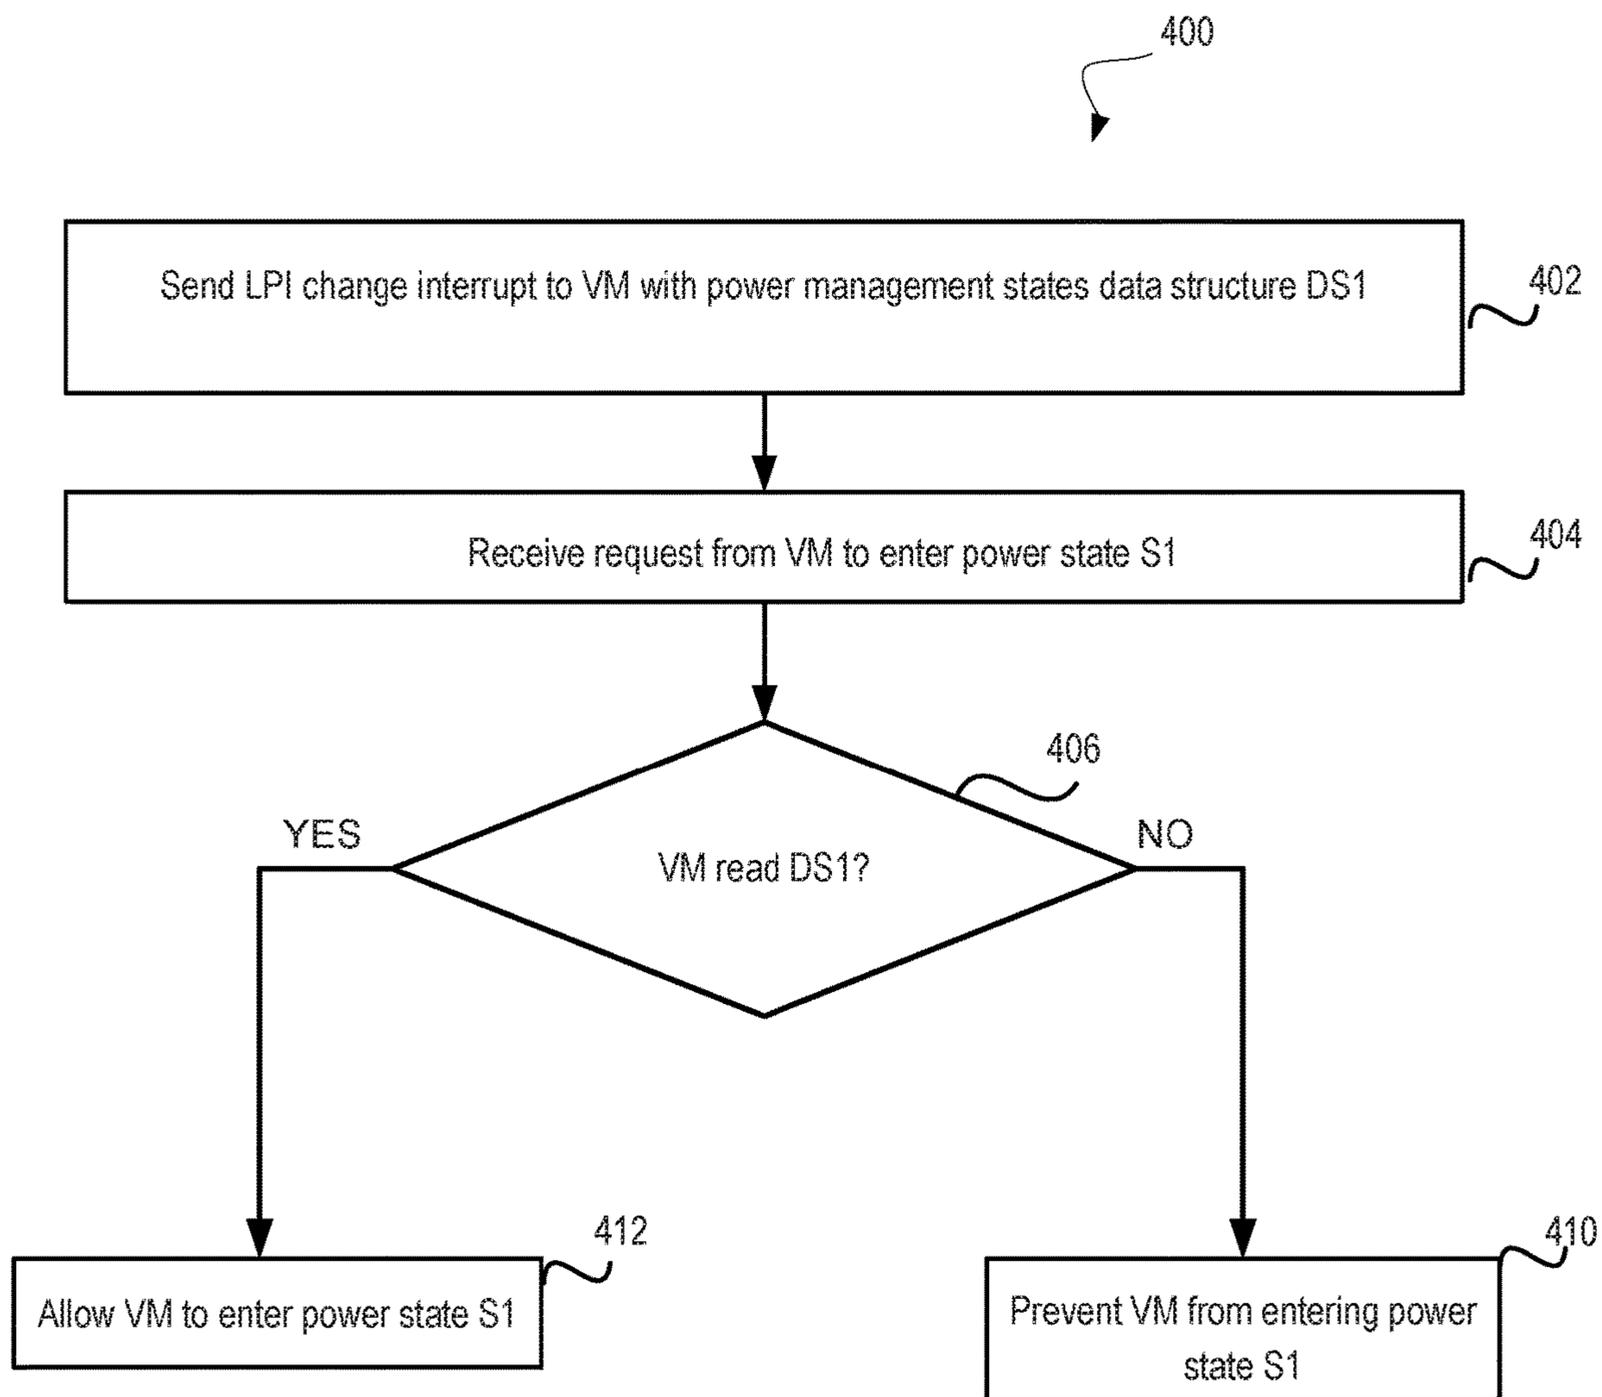 400
Send LPI change interrupt to VM with power management states data structure DS1
402
Receive request from VM to enter power state S1
404
406
YES
VM read DS1?
NO
412
Allow VM to enter power state S1
410
Prevent VM from entering power
state S1